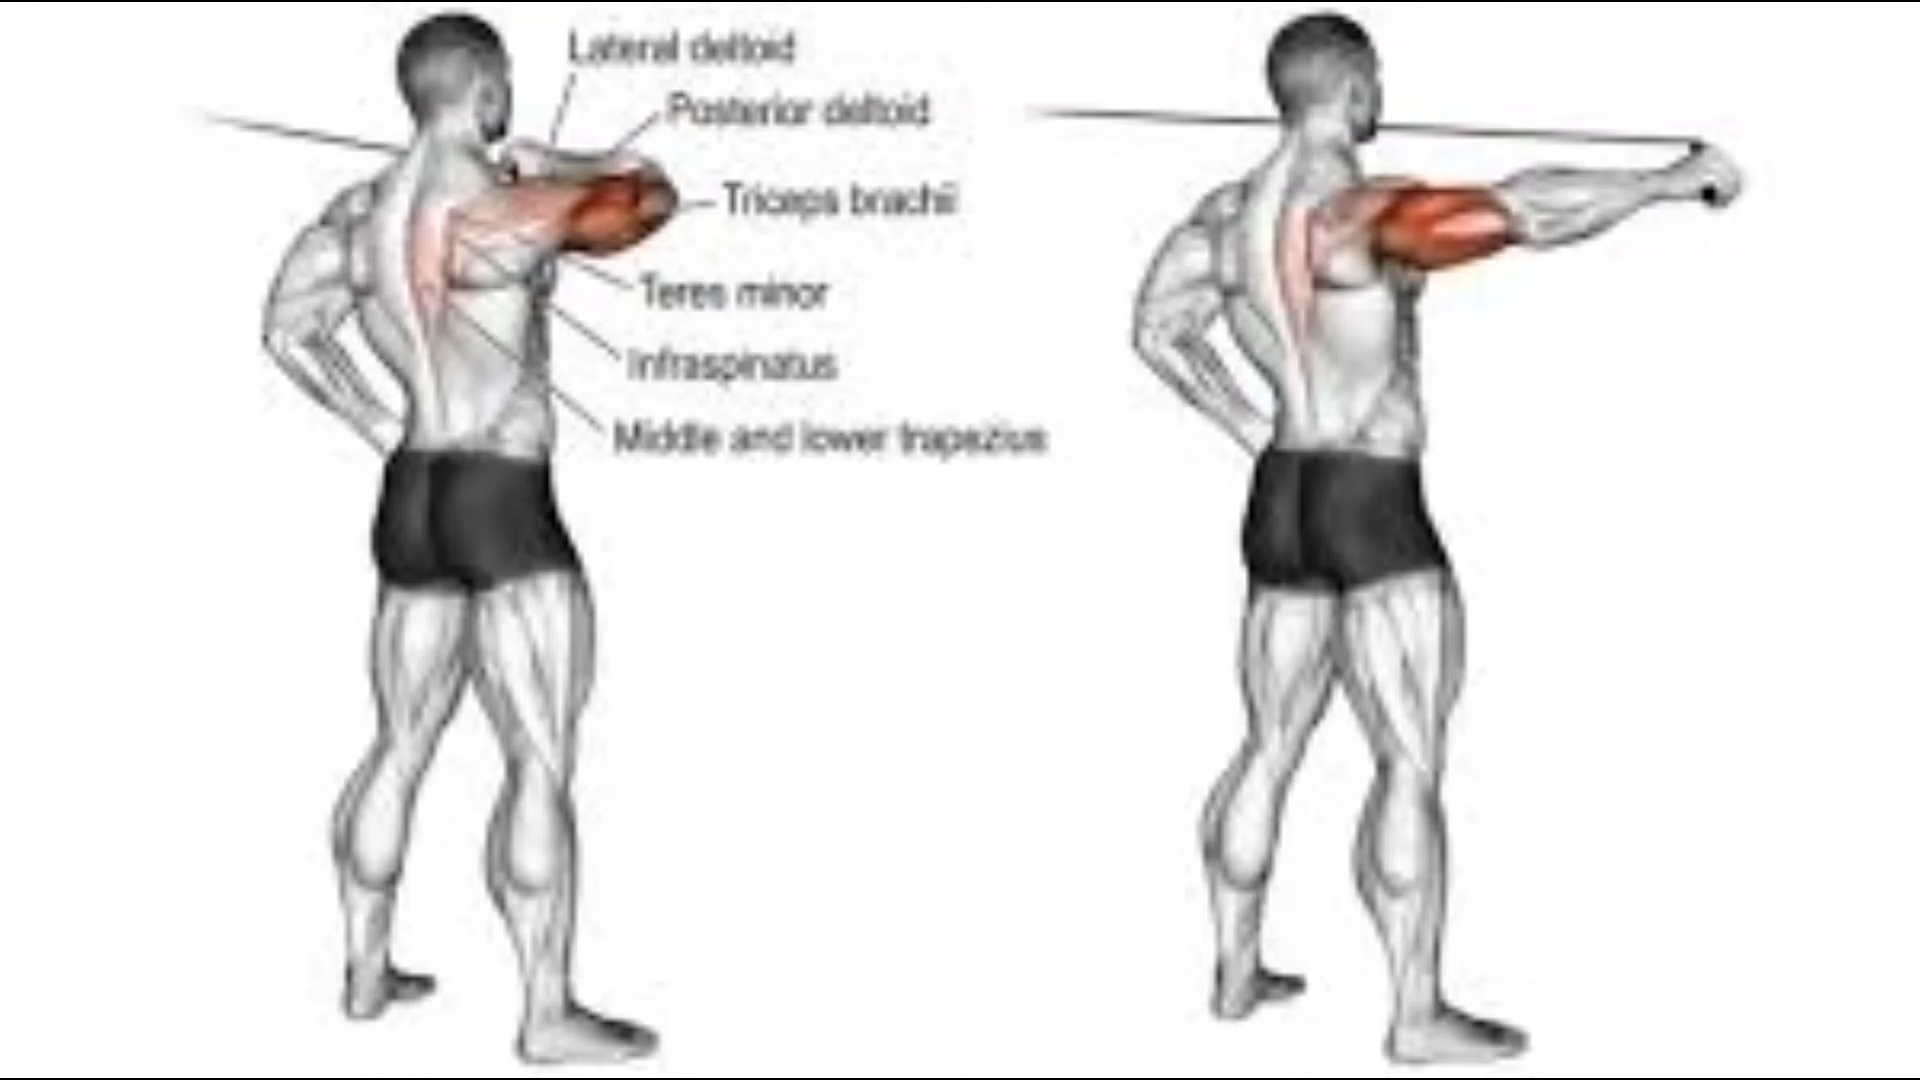 Lateral deltoid
Posterior deltoid
Triceps brachii
Teres minor
Infraspinatus
Middle and lower trapezius